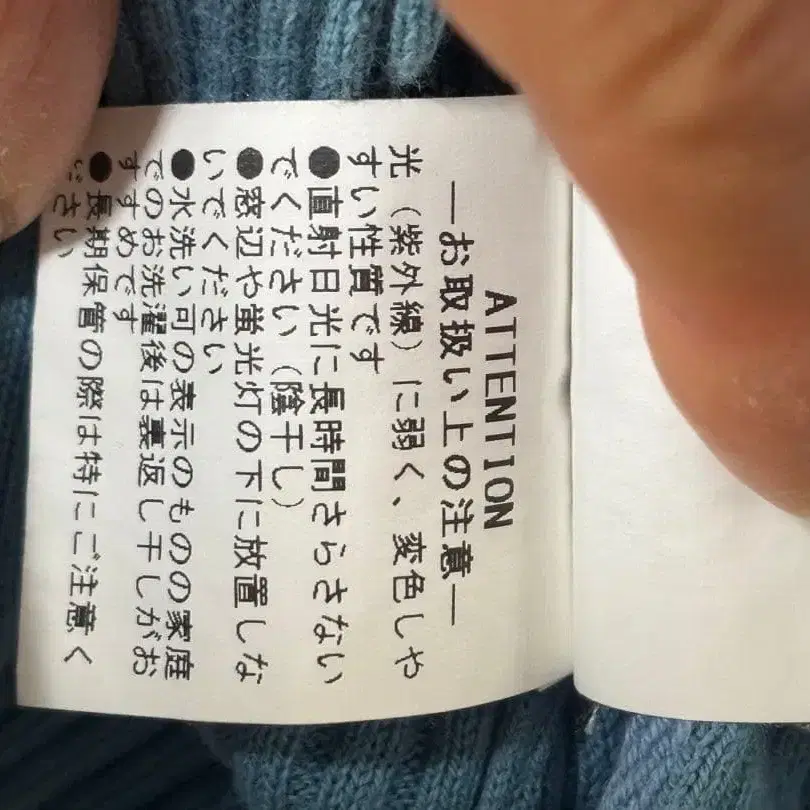 ATTENTION
―お取扱い上の注意―
光（紫外線）に弱く、変色しや
すい性質です
●直射日光に長時間さらさない
でください（陰干し）
●窓辺や蛍光灯の下に放置しな
いでください
●水洗い可の表示のものの家庭
でのお洗濯後は裏返し干しがお
すすめです
●長期保管の際は特にご注意く
ださい